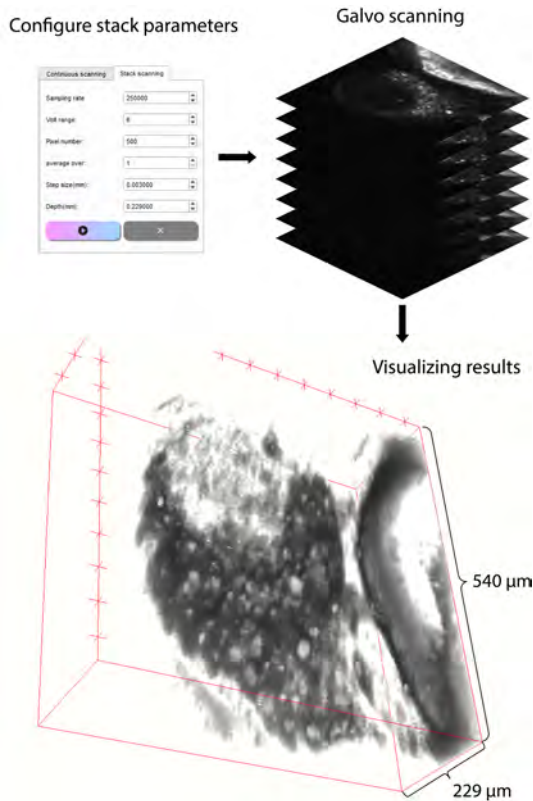 Configure stack parameters
Galvo scanning
Continuous scanning
Stack scanning
Sampling rate
250000
Volt range:
6
Pixel number:
500
average over:
1
Step size(mm):
0.003000
Depth(mm):
0.229000
Visualizing results
540 µm
229 µm